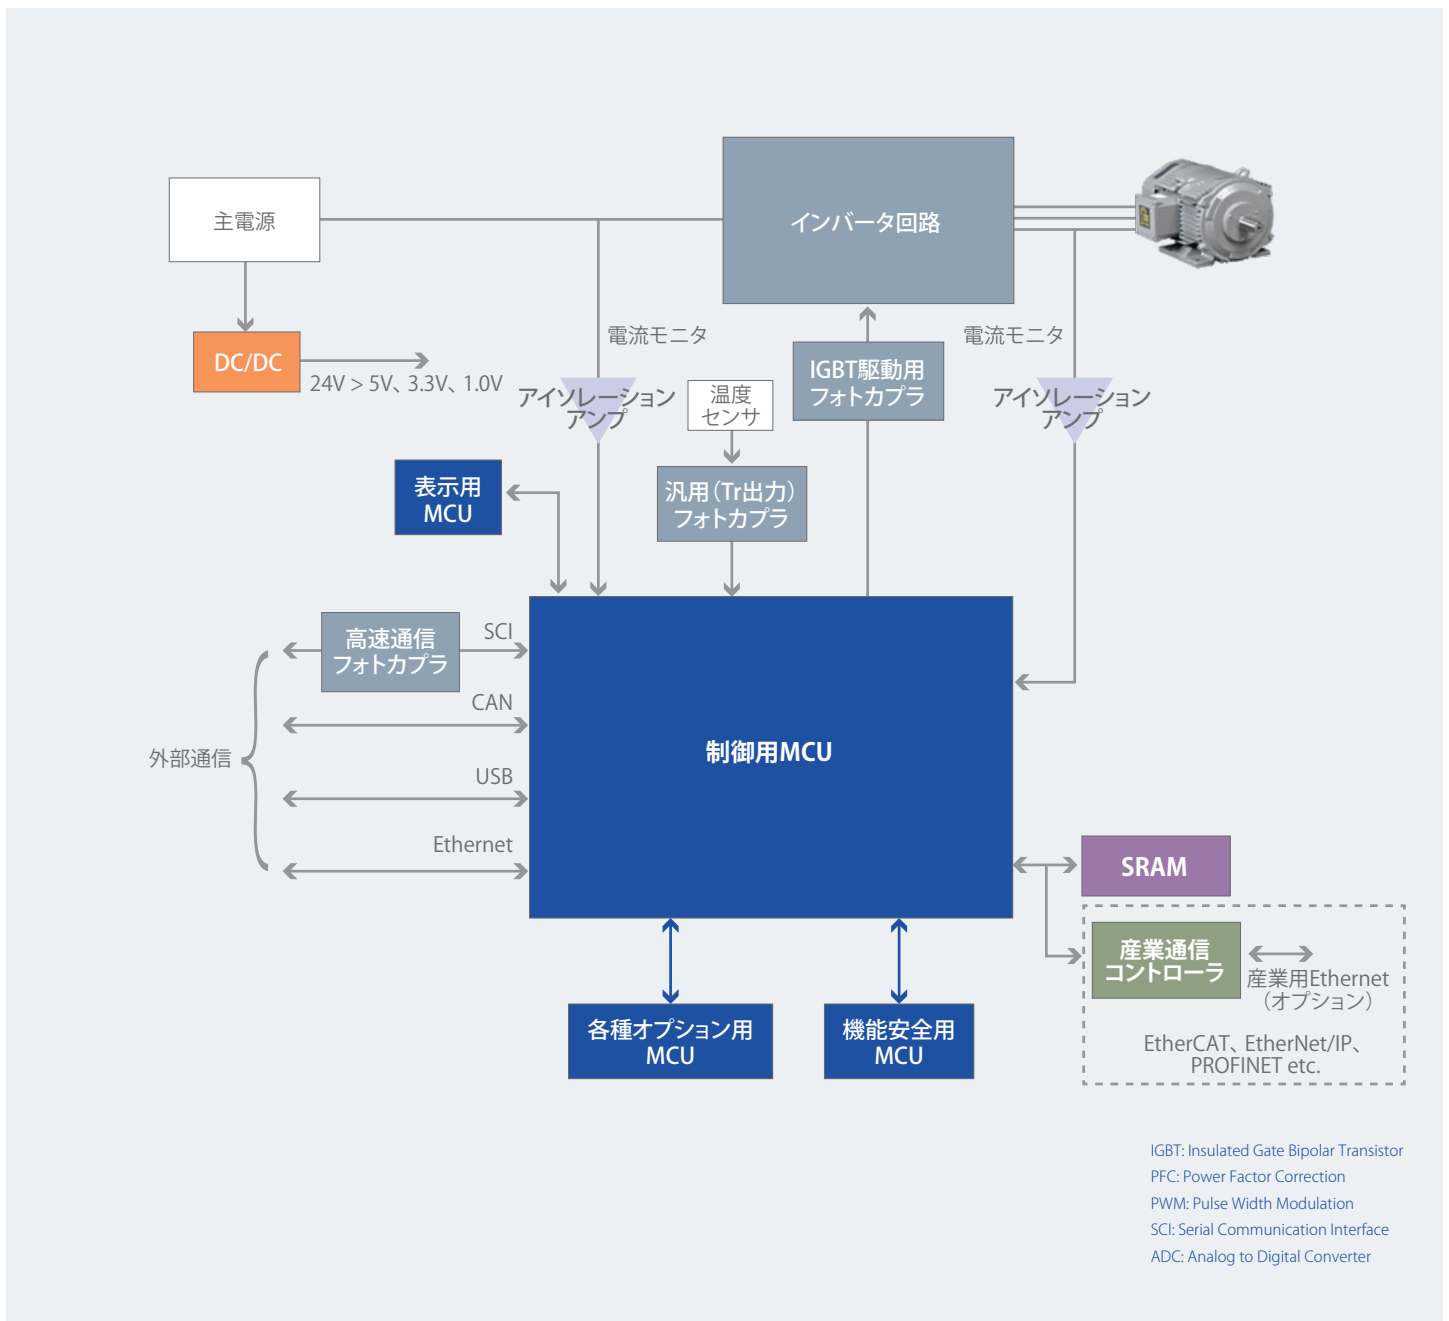 主電源
インバータ回路
DC/DC
24V > 5V、3.3V、1.0V
電流モニタ
アイソレーション
アンプ
温度
センサ
IGBT駆動用
フォトカプラ
電流モニタ
アイソレーション
アンプ
表示用
MCU
汎用（Tr出力）
フォトカプラ
高速通信
フォトカプラ
SCI
CAN
外部通信
USB
Ethernet
制御用MCU
SRAM
産業通信
コントローラ
産業用Ethernet
（オプション）
EtherCAT、EtherNet/IP、
PROFINET etc.
各種オプション用
MCU
機能安全用
MCU
IGBT: Insulated Gate Bipolar Transistor
PFC: Power Factor Correction
PWM: Pulse Width Modulation
SCI: Serial Communication Interface
ADC: Analog to Digital Converter